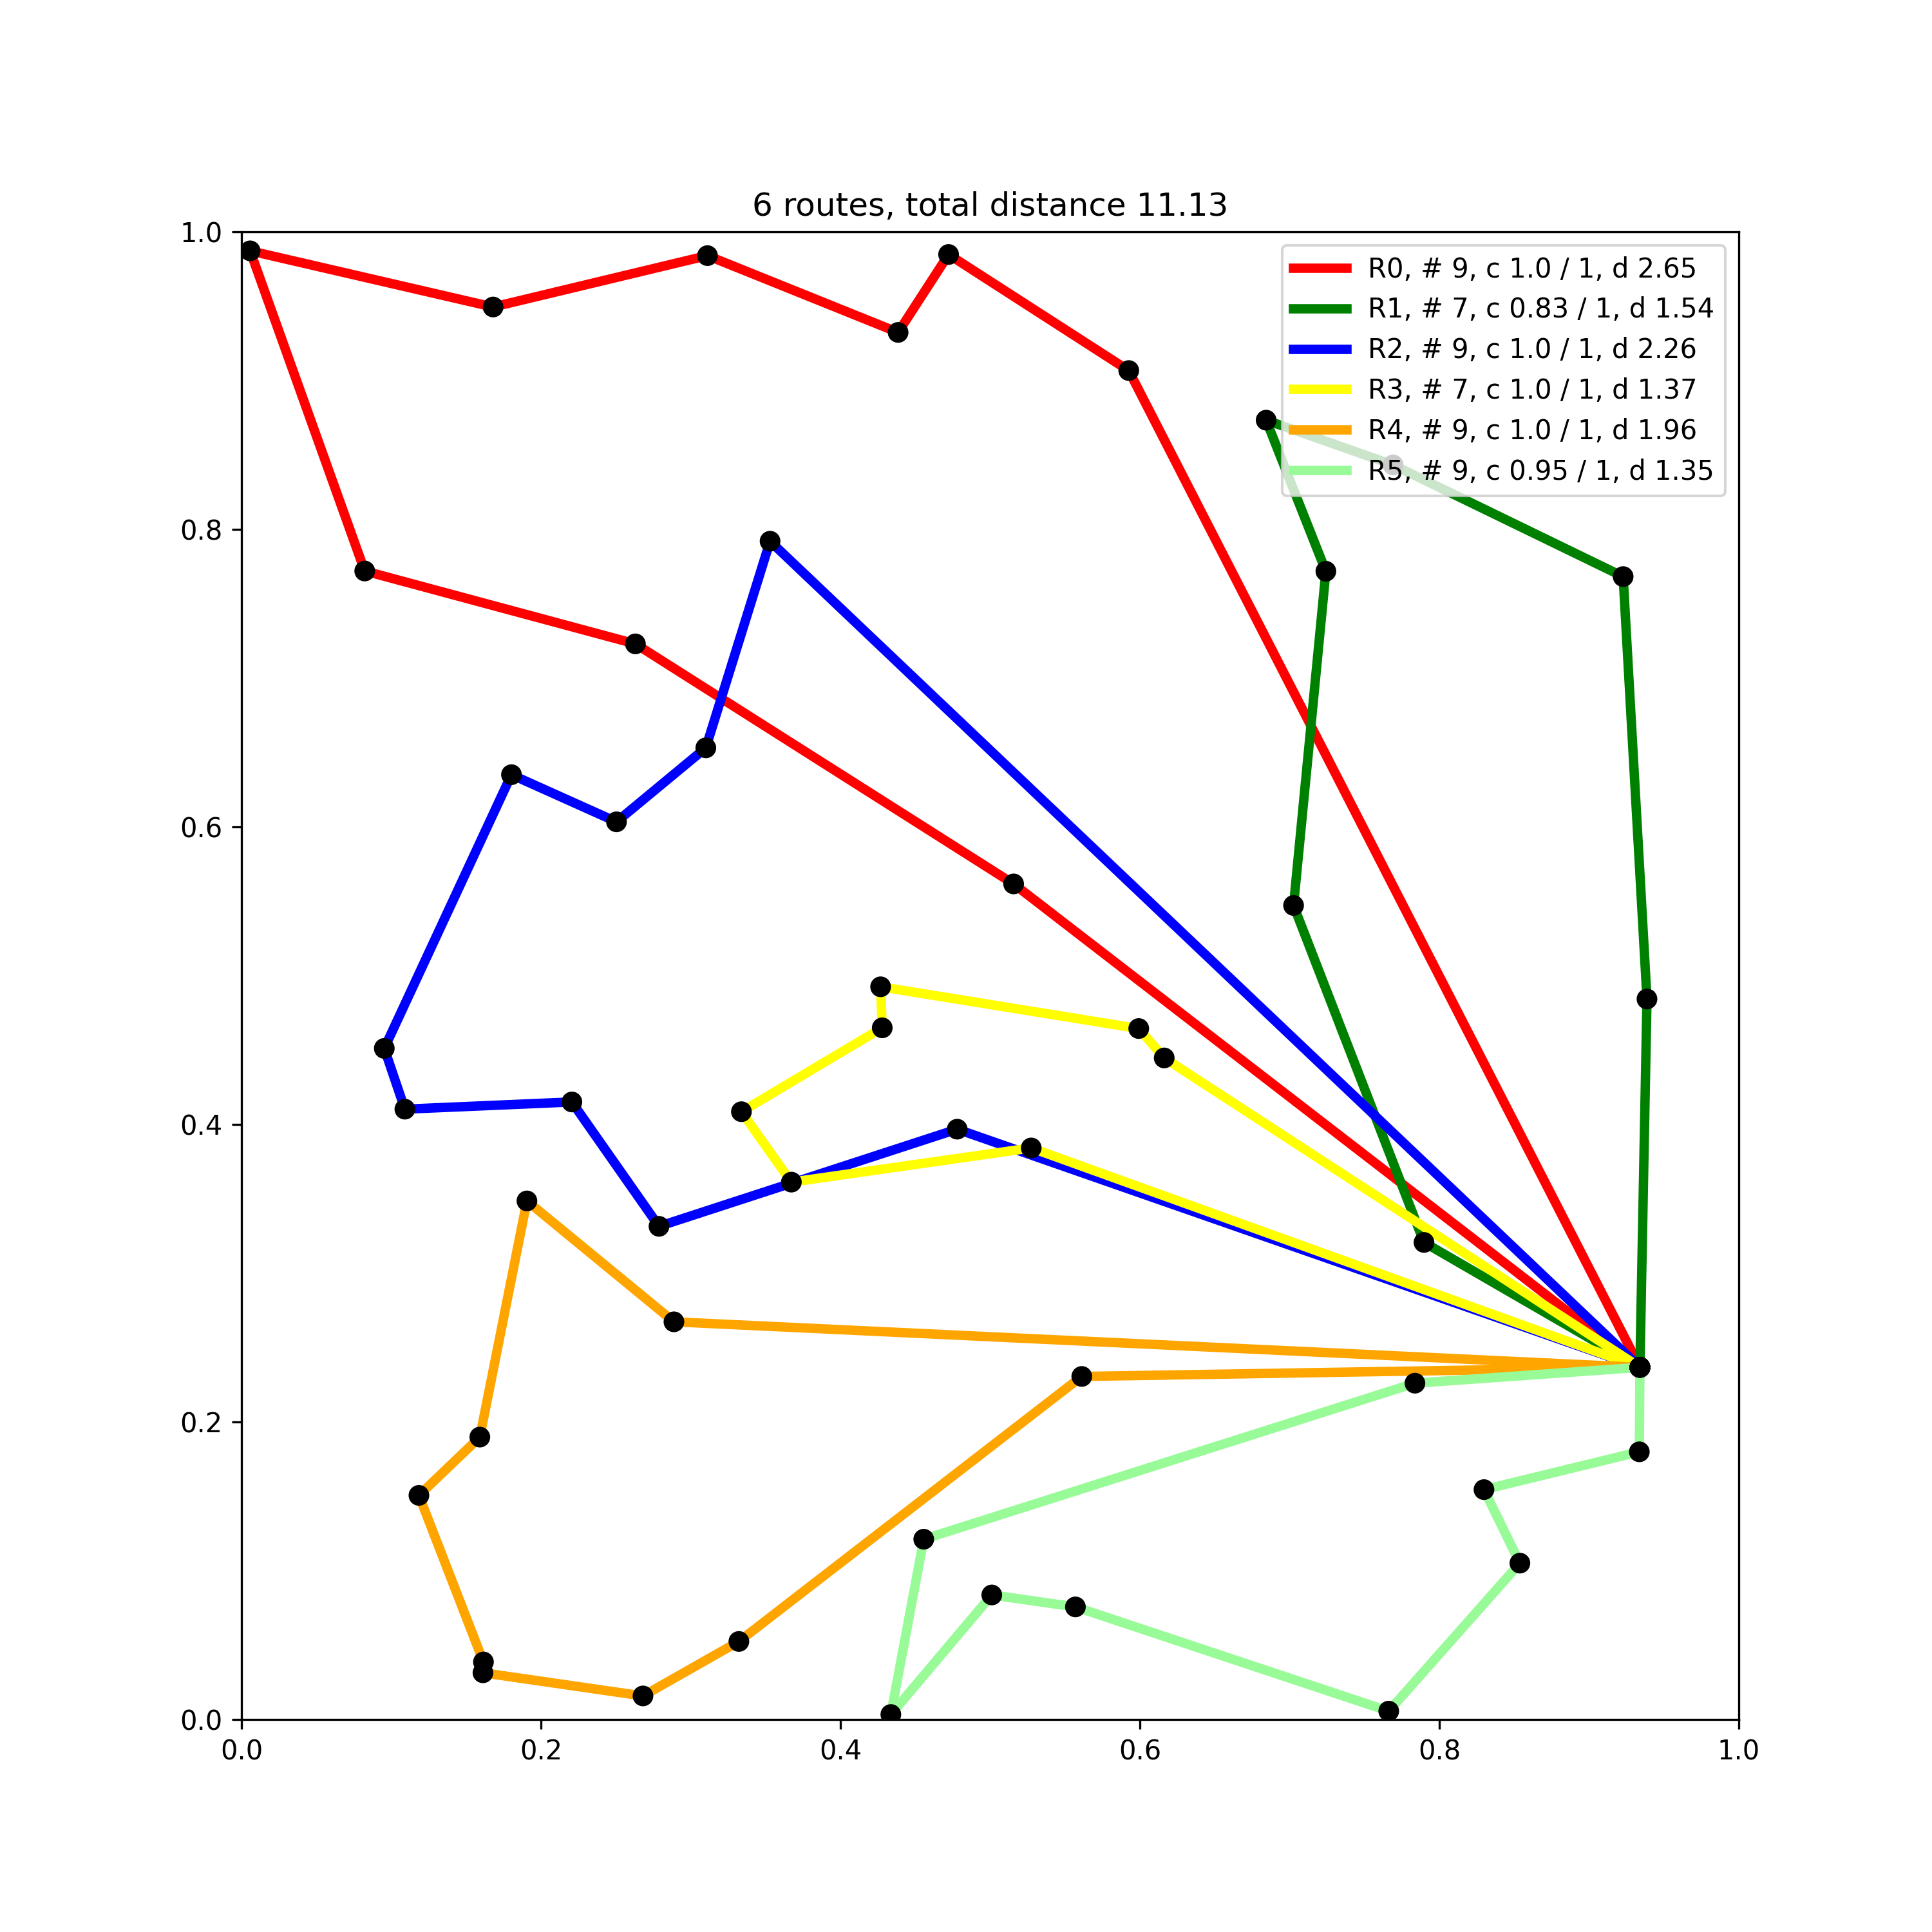 6 routes, total distance 11.13
1.0
0.8
0.6
0.4
0.2
0.0
R0, # 9, c 1.0 / 1, d 2.65
R1, # 7, c 0.83 / 1, d 1.54
R2, # 9, c 1.0 / 1, d 2.26
R3, # 7, c 1.0 / 1, d 1.37
R4, # 9, c 1.0 / 1, d 1.96
R5, # 9, c 0.95 / 1, d 1.35
0.0 0.2 0.4 0.6 0.8 1.0